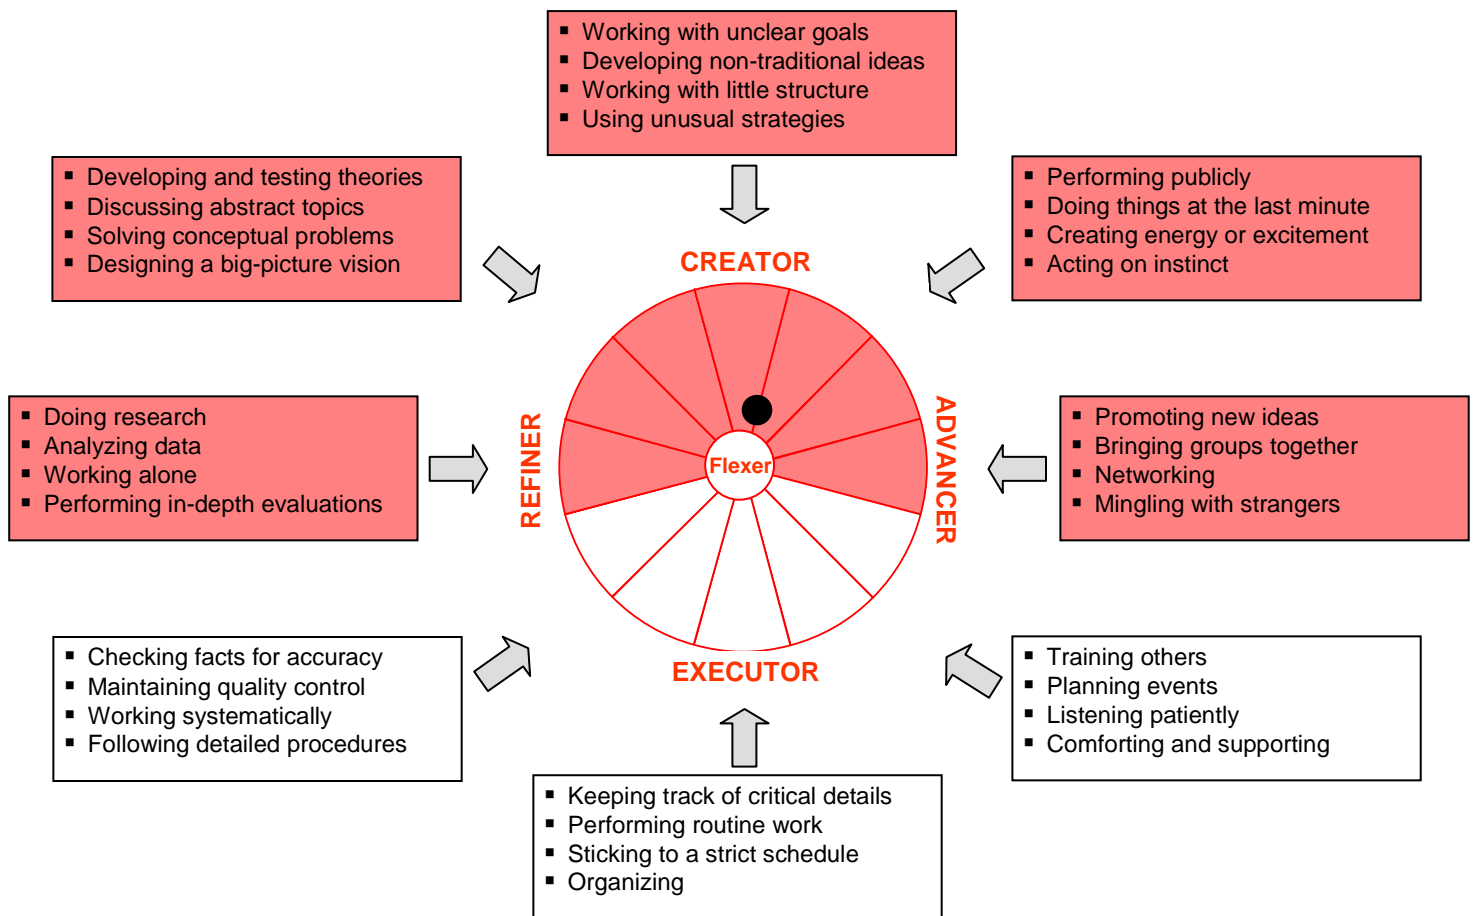 ▪ Working with unclear goals
▪ Developing non-traditional ideas
▪ Working with little structure
▪ Using unusual strategies
▪ Developing and testing theories
▪ Discussing abstract topics
▪ Solving conceptual problems
▪ Designing a big-picture vision
▪ Performing publicly
▪ Doing things at the last minute
▪ Creating energy or excitement
▪ Acting on instinct
CREATOR
▪ Doing research
▪ Analyzing data
▪ Working alone
▪ Performing in-depth evaluations
REFINER
Flexer
ADVANCER
▪ Promoting new ideas
▪ Bringing groups together
▪ Networking
▪ Mingling with strangers
EXECUTOR
▪ Checking facts for accuracy
▪ Maintaining quality control
▪ Working systematically
▪ Following detailed procedures
▪ Training others
▪ Planning events
▪ Listening patiently
▪ Comforting and supporting
▪ Keeping track of critical details
▪ Performing routine work
▪ Sticking to a strict schedule
▪ Organizing